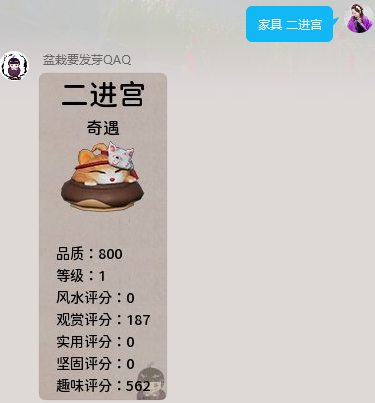 家具 二进宫
盆栽要发芽QAQ
二进宫
奇遇
品质：800
等级：1
风水评分：0
观赏评分：187
实用评分：0
坚固评分：0
趣味评分：562